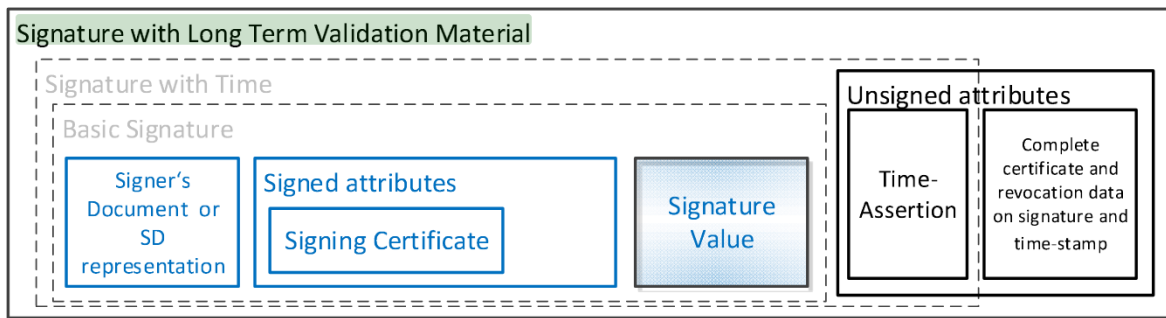 Signature with Long Term Validation Material
Signature with Time
Unsigned attributes
Basic Signature
Signer‘s
Document or
SD
representation
Signed attributes
Signing Certificate
Signature
Value
Time-
Assertion
Complete
certificate and
revocation data
on signature and
time-stamp